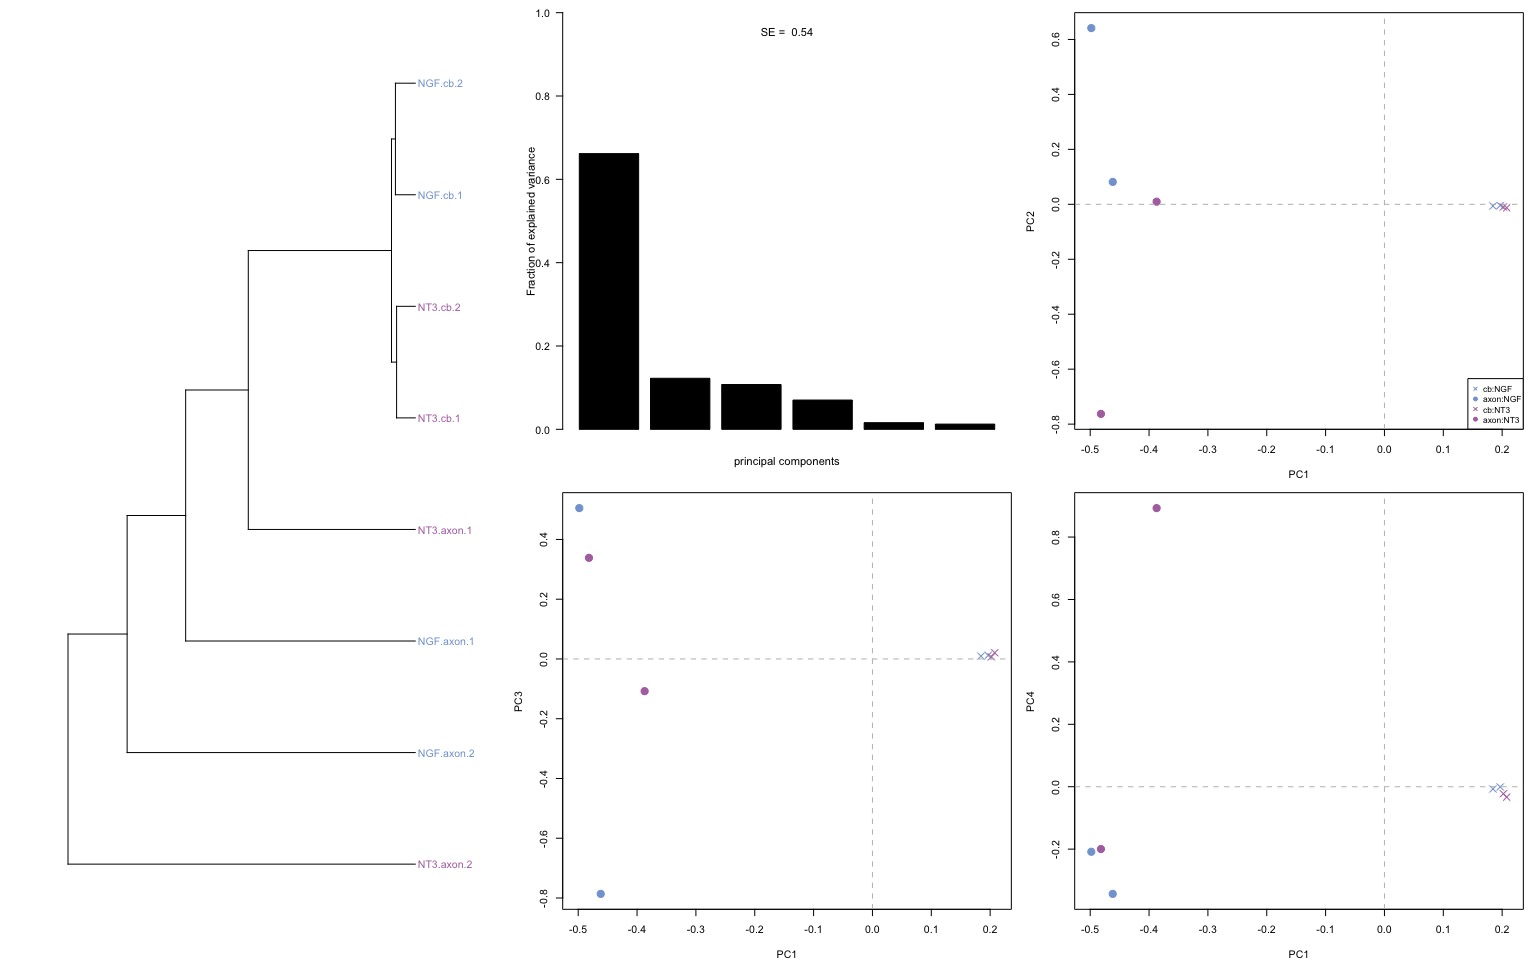 NGF.cb.2
NGF.cb.1
NT3.cb.2
NT3.cb.1
NT3.axon.1
NGF.axon.1
NGF.axon.2
NT3.axon.2
SE = 0.54
Fraction of explained variance
1.0
0.8
0.6
0.4
0.2
0.0
principal components
PC2
0.6
0.4
0.2
0.0
-0.2
-0.4
-0.6
-0.8
cb:NGF
axon:NGF
cb:NT3
axon:NT3
-0.5 -0.4 -0.3 -0.2 -0.1 0.0 0.1 0.2
PC1
PC3
0.4
0.2
0.0
-0.2
-0.4
-0.6
-0.8
-0.5 -0.4 -0.3 -0.2 -0.1 0.0 0.1 0.2
PC1
PC4
0.8
0.6
0.4
0.2
0.0
-0.2
-0.5 -0.4 -0.3 -0.2 -0.1 0.0 0.1 0.2
PC1